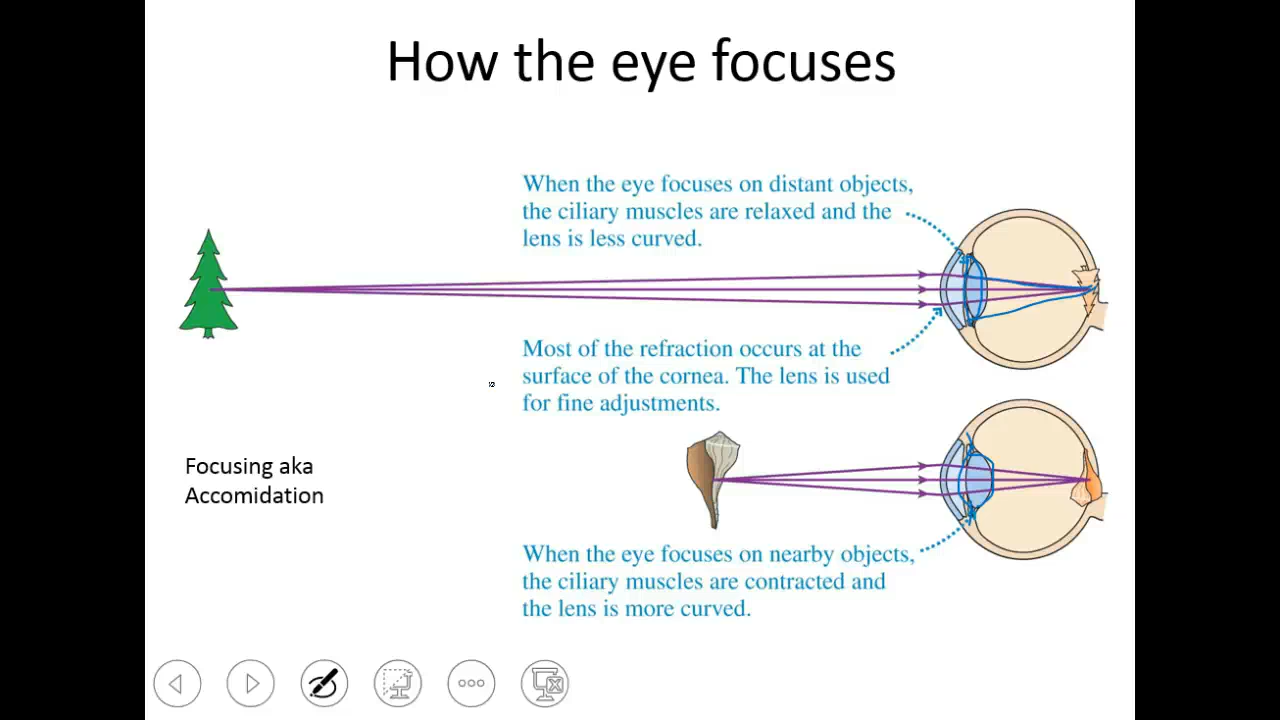 How the eye focuses
When the eye focuses on distant objects,
the ciliary muscles are relaxed and the
lens is less curved.
Most of the refraction occurs at the
surface of the cornea. The lens is used
for fine adjustments.
Focusing aka
Accomidation
When the eye focuses on nearby objects,
the ciliary muscles are contracted and
the lens is more curved.